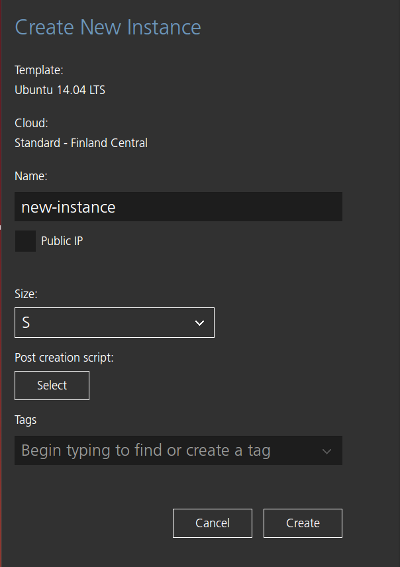 Create New Instance
Template:
Ubuntu 14.04 LTS
Cloud:
Standard - Finland Central
Name:
new-instance
Public IP
Size:
S
Post creation script:
Select
Tags
Begin typing to find or create a tag
Cancel
Create